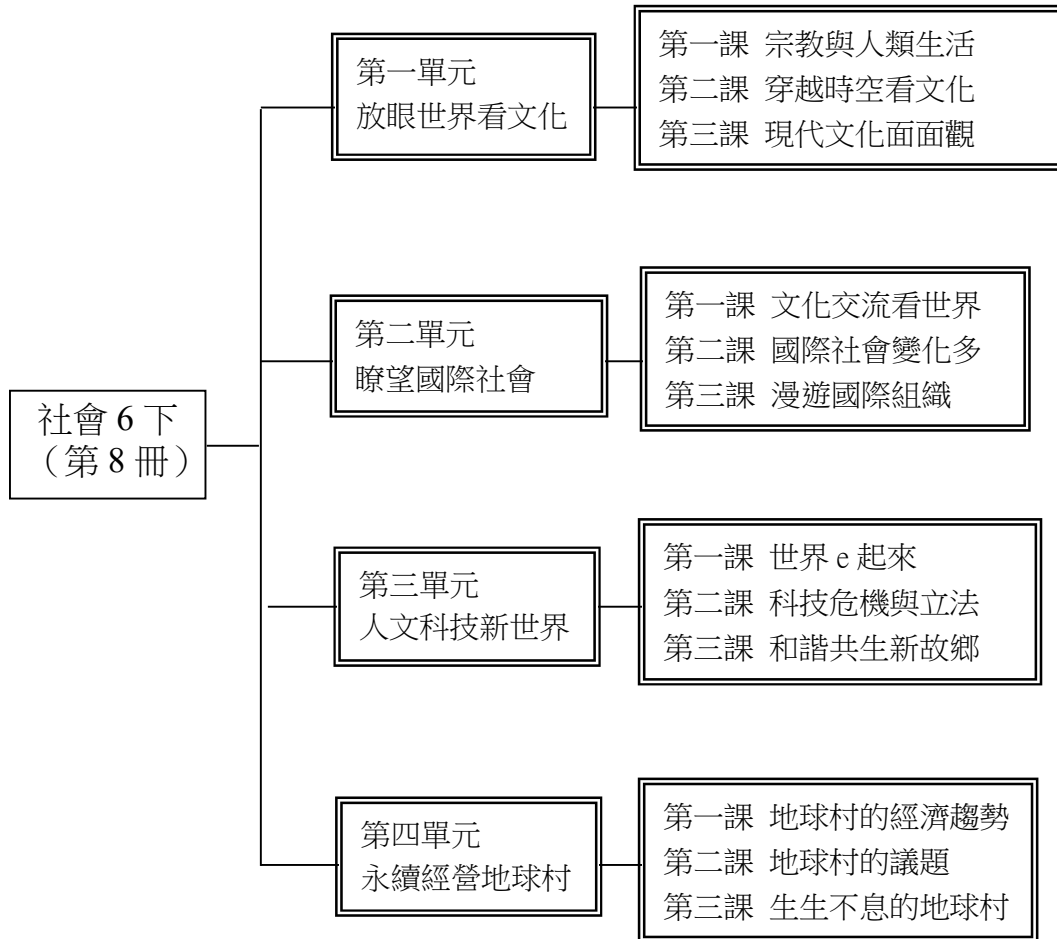 社會 6 下
（第 8 冊）
第一單元
放眼世界看文化
第一課 宗教與人類生活
第二課 穿越時空看文化
第三課 現代文化面面觀
第二單元
瞭望國際社會
第一課 文化交流看世界
第二課 國際社會變化多
第三課 漫遊國際組織
第三單元
人文科技新世界
第一課 世界 e 起來
第二課 科技危機與立法
第三課 和諧共生新故鄉
第四單元
永續經營地球村
第一課 地球村的經濟趨勢
第二課 地球村的議題
第三課 生生不息的地球村